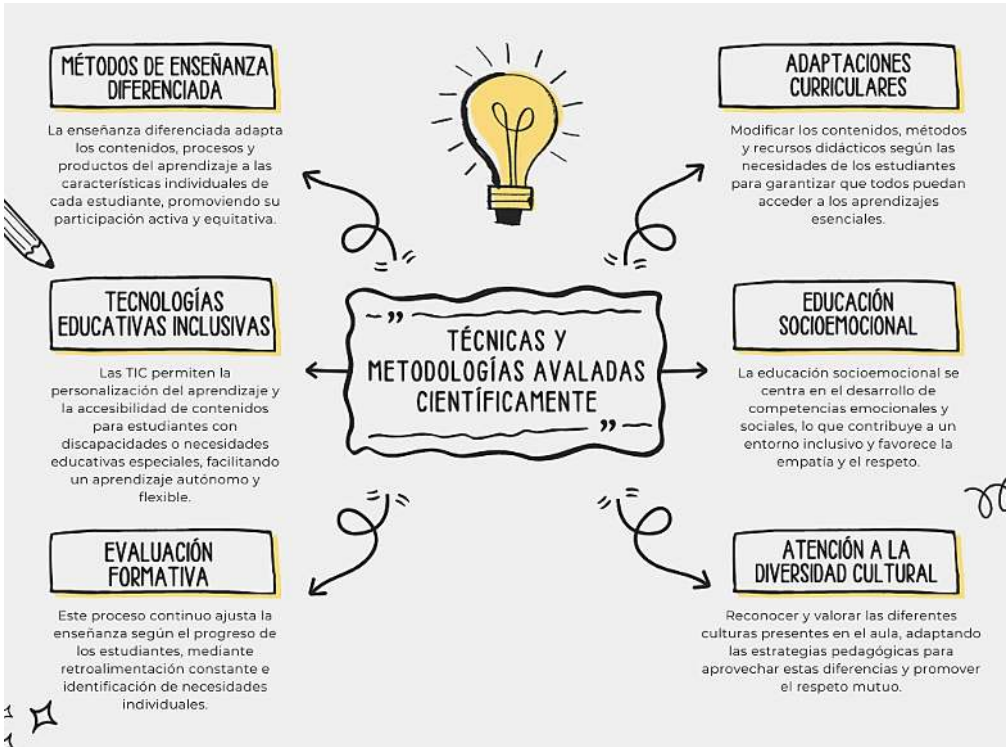 MÉTODOS DE ENSEÑANZA
DIFERENCIADA
La enseñanza diferenciada adapta
los contenidos, procesos y
productos del aprendizaje a las
características individuales de
cada estudiante, promoviendo su
participación activa y equitativa.
TECNOLOGÍAS
EDUCATIVAS INCLUSIVAS
Las TIC permiten la
personalización del aprendizaje y
la accesibilidad de contenidos
para estudiantes con
discapacidades o necesidades
educativas especiales, facilitando
un aprendizaje autónomo y
flexible.
EVALUACIÓN
FORMATIVA
Este proceso continuo ajusta la
enseñanza según el progreso de
los estudiantes, mediante
retroalimentación constante e
identificación de necesidades
individuales.
TÉCNICAS Y
METODOLOGÍAS AVALADAS
CIENTÍFICAMENTE
ADAPTACIONES
CURRICULARES
Modificar los contenidos, métodos
y recursos didácticos según las
necesidades de los estudiantes
para garantizar que todos puedan
acceder a los aprendizajes
esenciales.
EDUCACIÓN
SOCIOEMOCIONAL
La educación socioemocional se
centra en el desarrollo de
competencias emocionales y
sociales, lo que contribuye a un
entorno inclusivo y favorece la
empatía y el respeto.
ATENCIÓN A LA
DIVERSIDAD CULTURAL
Reconocer y valorar las diferentes
culturas presentes en el aula, adaptando
las estrategias pedagógicas para
aprovechar estas diferencias y promover
el respeto mutuo.